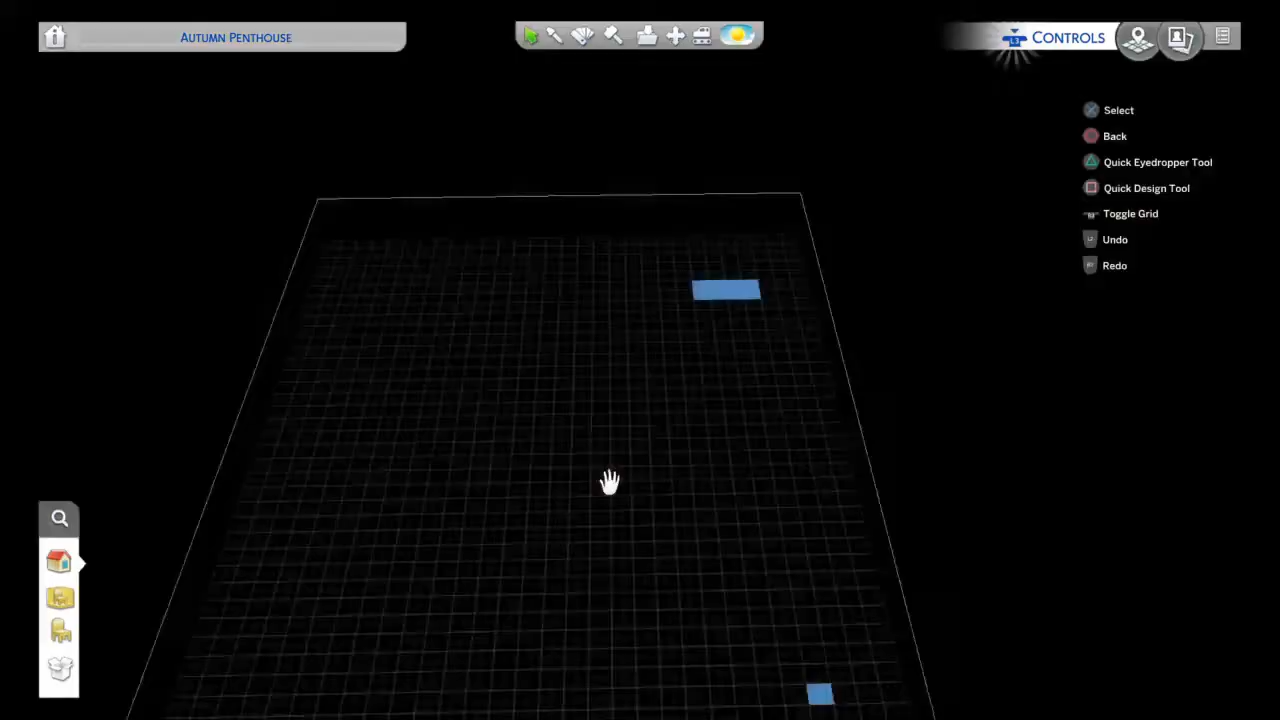 AUTUMN PENTHOUSE
CONTROLS
Select
Back
Quick Eyedropper Tool
Quick Design Tool
Toggle Grid
Undo
Redo